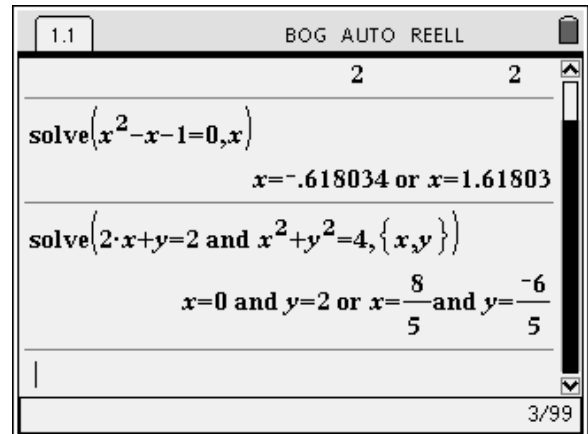 1.1 BOG AUTO REELL
2 2
solve(x²−x−1=0,x)
x=⁻.618034 or x=1.61803
solve(2·x+y=2 and x²+y²=4,{x,y})
x=0 and y=2 or x=8/5 and y=⁻6/5
3/99